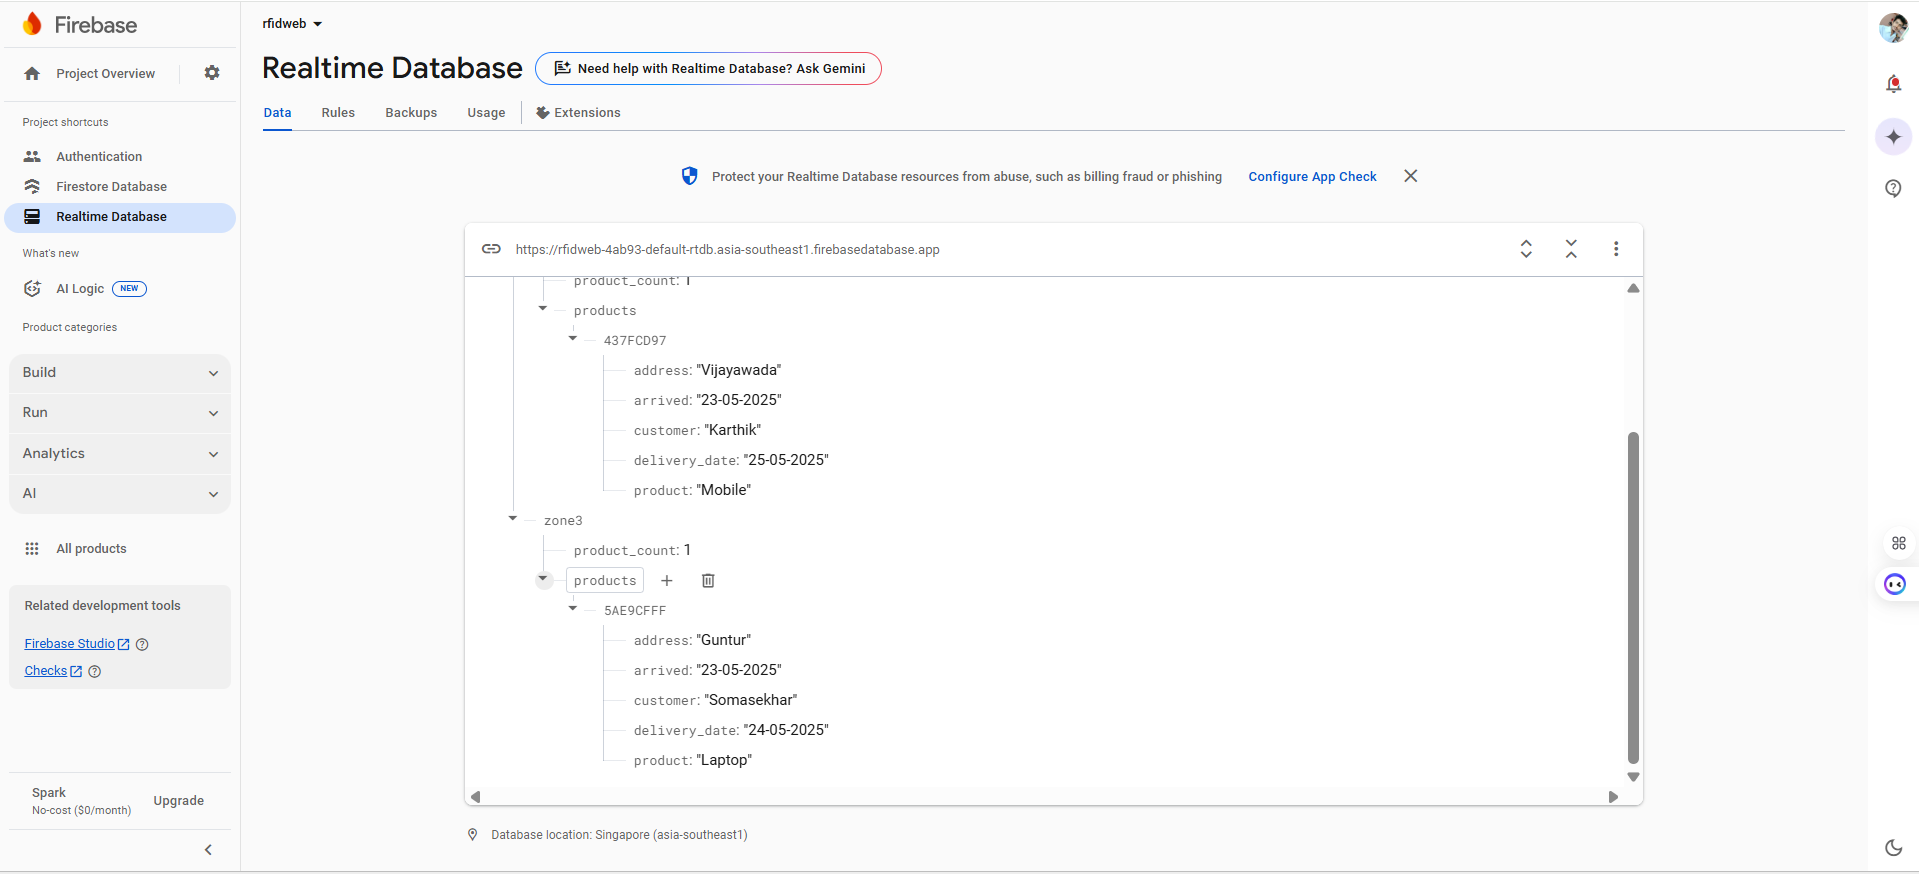 Firebase
Project Overview
Project shortcuts
Authentication
Firestore Database
Realtime Database
What's new
AI Logic NEW
Product categories
Build
Run
Analytics
AI
All products
Related development tools
Firebase Studio
Checks
Spark
No-cost ($0/month)
Upgrade
rfidweb
Realtime Database
Need help with Realtime Database? Ask Gemini
Data Rules Backups Usage Extensions
Protect your Realtime Database resources from abuse, such as billing fraud or phishing Configure App Check
https://rfidweb-4ab93-default-rtdb.asia-southeast1.firebasedatabase.app
product_count: 1
products
437FCD97
address: "Vijayawada"
arrived: "23-05-2025"
customer: "Karthik"
delivery_date: "25-05-2025"
product: "Mobile"
zone3
product_count: 1
products
5AE9CFFF
address: "Guntur"
arrived: "23-05-2025"
customer: "Somasekhar"
delivery_date: "24-05-2025"
product: "Laptop"
Database location: Singapore (asia-southeast1)